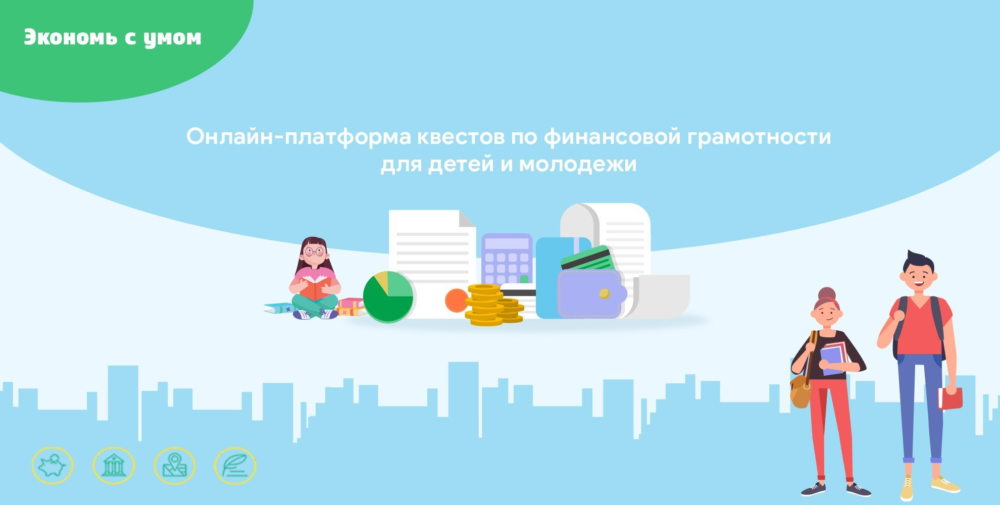 Экономь с умом
Онлайн-платформа квестов по финансовой грамотности
для детей и молодежи